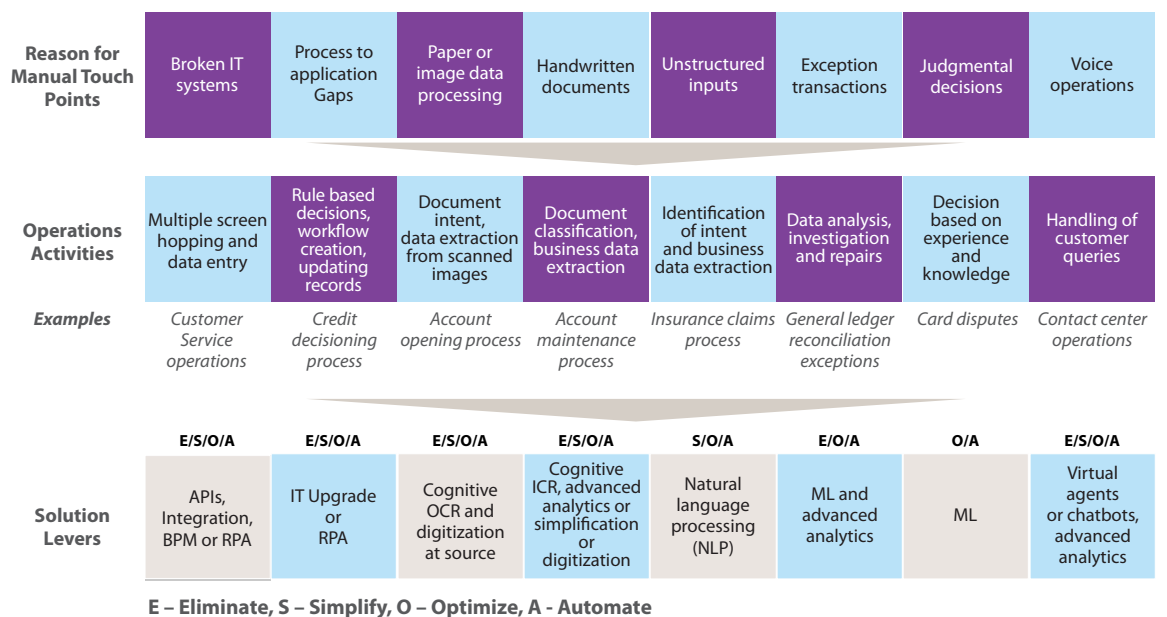 Reason for
Manual Touch
Points
Broken IT
systems
Process to
application
Gaps
Paper or
image data
processing
Handwritten
documents
Unstructured
inputs
Exception
transactions
Judgmental
decisions
Voice
operations
Operations
Activities
Multiple screen
hopping and
data entry
Rule based
decisions,
workflow
creation,
updating
records
Document
intent,
data extraction
from scanned
images
Document
classification,
business data
extraction
Identification
of intent
and business
data extraction
Data analysis,
investigation
and repairs
Decision
based on
experience
and
knowledge
Handling of
customer
queries
Examples
Customer
Service
operations
Credit
decisioning
process
Account
opening process
Account
maintenance
process
Insurance claims
process
General ledger
reconciliation
exceptions
Card disputes
Contact center
operations
E/S/O/A
E/S/O/A
E/S/O/A
E/S/O/A
S/O/A
E/O/A
O/A
E/S/O/A
Solution
Levers
APIs,
Integration,
BPM or RPA
IT Upgrade
or
RPA
Cognitive
OCR and
digitization
at source
Cognitive
ICR, advanced
analytics or
simplification
or
digitization
Natural
language
processing
(NLP)
ML and
advanced
analytics
ML
Virtual
agents
or chatbots,
advanced
analytics
E – Eliminate, S – Simplify, O – Optimize, A - Automate